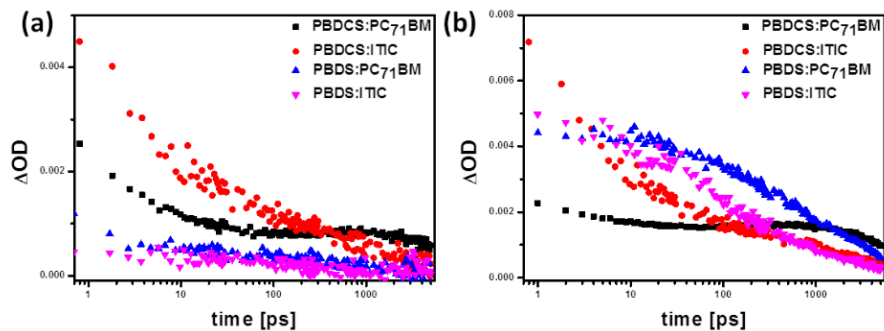 (a)
PBDCS:PC71BM
PBDCS:ITIC
PBDS:PC71BM
PBDS:ITIC
0.004
0.002
0.000
ΔOD
1 10 100 1000
time [ps]
(b)
PBDCS:PC71BM
PBDCS:ITIC
PBDS:PC71BM
PBDS:ITIC
0.008
0.006
0.004
0.002
0.000
ΔOD
1 10 100 1000
time [ps]